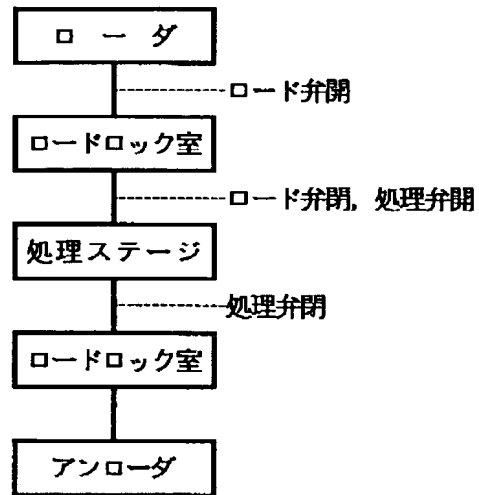 ローダ
ロード弁開
ロードロック室
ロード弁閉, 処理弁開
処理ステージ
処理弁閉
ロードロック室
アンローダ